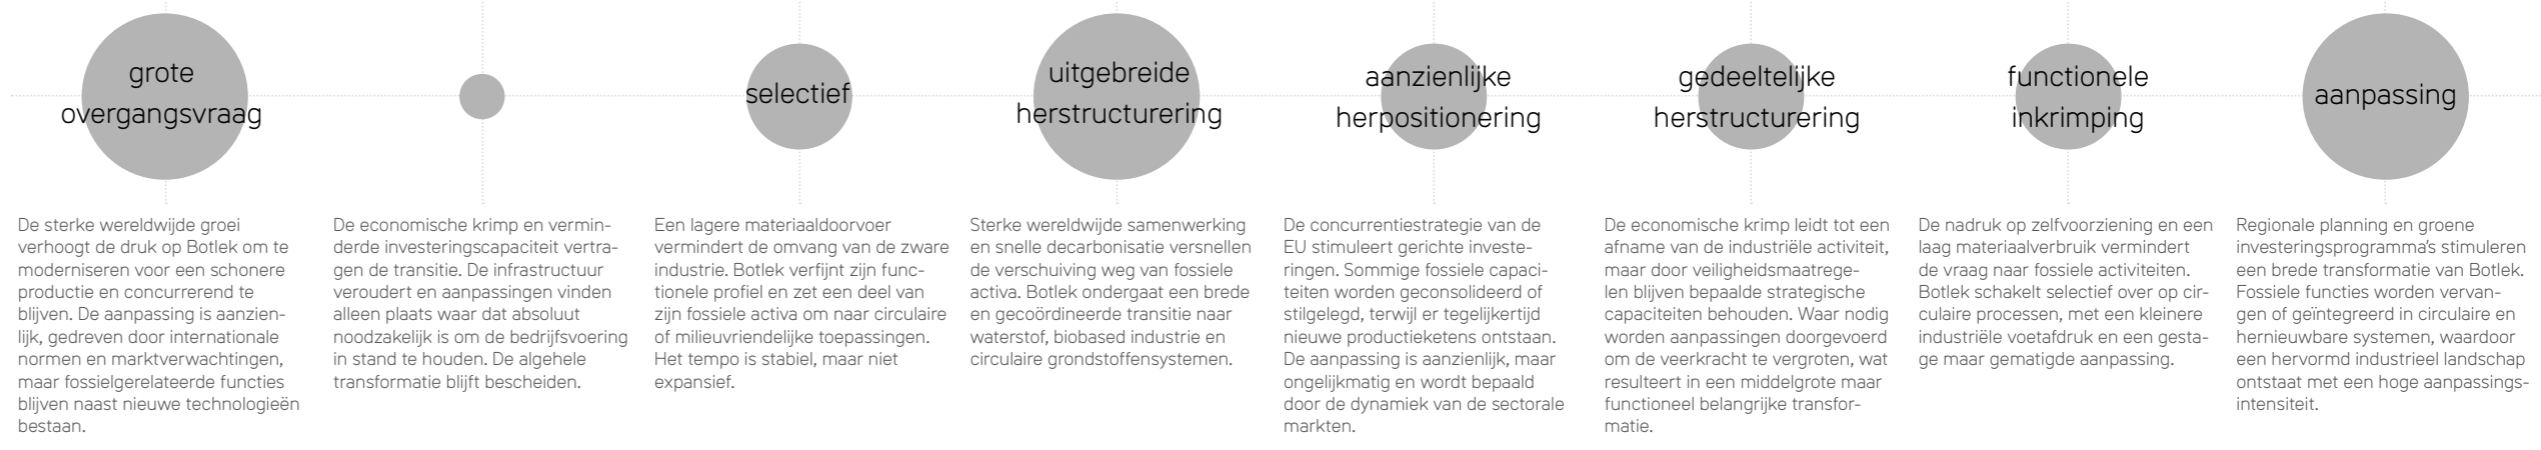 grote
overgangsvraag
De sterke wereldwijde groei
verhoogt de druk op Botlek om te
moderniseren voor een schonere
productie en concurrerend te
blijven. De aanpassing is aanzien-
lijk, gedreven door internationale
normen en marktverwachtingen,
maar fossielgerelateerde functies
blijven naast nieuwe technologieën
bestaan.
De economische krimp en vermin-
derde investeringscapaciteit vertra-
gen de transitie. De infrastructuur
veroudert en aanpassingen vinden
alleen plaats waar dat absoluut
noodzakelijk is om de bedrijfsvoering
in stand te houden. De algehele
transformatie blijft bescheiden.
selectief
Een lagere materiaaldoorvoer
vermindert de omvang van de zware
industrie. Botlek verfijnt zijn func-
tionele profiel en zet een deel van
zijn fossiele activa om naar circulaire
of milieuvriendelijke toepassingen.
Het tempo is stabiel, maar niet
expansief.
uitgebreide
herstructurering
Sterke wereldwijde samenwerking
en snelle decarbonisatie versnellen
de verschuiving weg van fossiele
activa. Botlek ondergaat een brede
en gecoördineerde transitie naar
waterstof, biobased industrie en
circulaire grondstoffensystemen.
aanzienlijke
herpositionering
De concurrentiestrategie van de
EU stimuleert gerichte investe-
ringen. Sommige fossiele capaci-
teiten worden geconsolideerd of
stilgelegd, terwijl er tegelijkertijd
nieuwe productieketens ontstaan.
De aanpassing is aanzienlijk, maar
ongelijkmatig en wordt bepaald
door de dynamiek van de sectorale
markten.
gedeeltelijke
herstructurering
De economische krimp leidt tot een
afname van de industriële activiteit,
maar door veiligheidsmaatrege-
len blijven bepaalde strategische
capaciteiten behouden. Waar nodig
worden aanpassingen doorgevoerd
om de veerkracht te vergroten, wat
resulteert in een middelgrote maar
functioneel belangrijke transfor-
matie.
functionele
inkrimping
De nadruk op zelfvoorziening en een
laag materiaalverbruik vermindert
de vraag naar fossiele activiteiten.
Botlek schakelt selectief over op cir-
culaire processen, met een kleinere
industriële voetafdruk en een gesta-
ge maar gematigde aanpassing.
aanpassing
Regionale planning en groene
investeringsprogramma's stimuleren
een brede transformatie van Botlek.
Fossiele functies worden vervan-
gen of geïntegreerd in circulaire en
hernieuwbare systemen, waardoor
een hervormd industrieel landschap
ontstaat met een hoge aanpassings-
intensiteit.